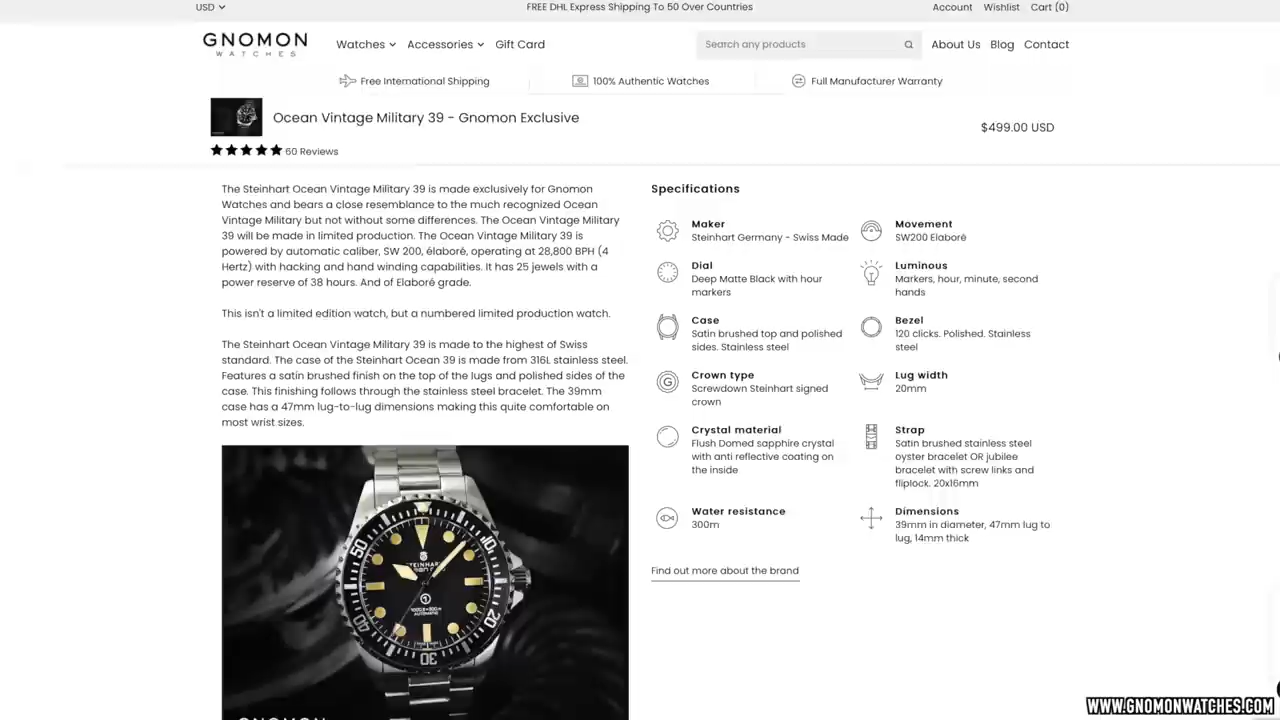 USD
FREE DHL Express Shipping To 50 Over Countries
Account Wishlist Cart (0)
GNOMON
WATCHES
Watches Accessories Gift Card
Search any products
About Us Blog Contact
Free International Shipping
100% Authentic Watches
Full Manufacturer Warranty
Ocean Vintage Military 39 - Gnomon Exclusive
$499.00 USD
60 Reviews
The Steinhart Ocean Vintage Military 39 is made exclusively for Gnomon
Watches and bears a close resemblance to the much recognized Ocean
Vintage Military but not without some differences. The Ocean Vintage Military
39 will be made in limited production. The Ocean Vintage Military 39 is
powered by automatic caliber, SW 200, élaboré, operating at 28,800 BPH (4
Hertz) with hacking and hand winding capabilities. It has 25 jewels with a
power reserve of 38 hours. And of Elaboré grade.
This isn't a limited edition watch, but a numbered limited production watch.
The Steinhart Ocean Vintage Military 39 is made to the highest of Swiss
standard. The case of the Steinhart Ocean 39 is made from 316L stainless steel.
Features a satin brushed finish on the top of the lugs and polished sides of the
case. This finishing follows through the stainless steel bracelet. The 39mm
case has a 47mm lug-to-lug dimensions making this quite comfortable on
most wrist sizes.
Specifications
Maker
Steinhart Germany - Swiss Made
Movement
SW200 Elaboré
Dial
Deep Matte Black with hour
markers
Luminous
Markers, hour, minute, second
hands
Case
Satin brushed top and polished
sides. Stainless steel
Bezel
120 clicks. Polished. Stainless
steel
Crown type
Screwdown Steinhart signed
crown
Lug width
20mm
Crystal material
Flush Domed sapphire crystal
with anti reflective coating on
the inside
Strap
Satin brushed stainless steel
oyster bracelet OR jubilee
bracelet with screw links and
fliplock. 20x16mm
Water resistance
300m
Dimensions
39mm in diameter, 47mm lug to
lug, 14mm thick
Find out more about the brand
10
20
30
40
50
STEINHART
AUTOMATIC
GNOMON
WWW.GNOMONWATCHES.COM